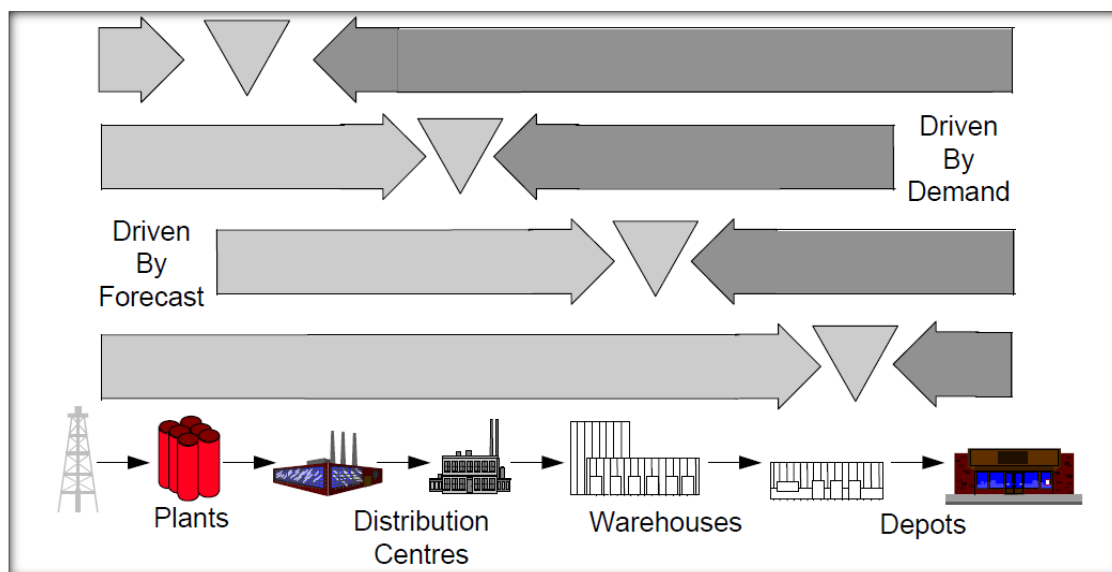 Driven
By
Demand
Driven
By
Forecast
Plants
Distribution
Centres
Warehouses
Depots